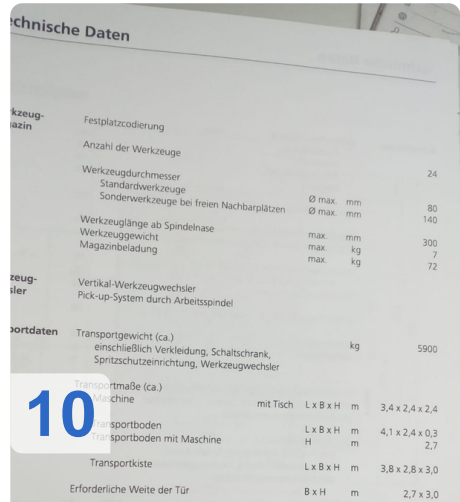 echnische Daten
kzeug-
azin
Festplatzcodierung
Anzahl der Werkzeuge 24
Werkzeugdurchmesser
Standardwerkzeuge Ø max. mm 80
Sonderwerkzeuge bei freien Nachbarplätzen Ø max. mm 140
Werkzeuglänge ab Spindelnase max. mm 300
Werkzeuggewicht max. kg 7
Magazinbeladung max. kg 72
zeug-
sler
Vertikal-Werkzeugwechsler
Pick-up-System durch Arbeitsspindel
portdaten Transportgewicht (ca.) kg 5900
einschließlich Verkleidung, Schaltschrank,
Spritzschutzeinrichtung, Werkzeugwechsler
Transportmaße (ca.)
Maschine mit Tisch L x B x H m 3,4 x 2,4 x 2,4
Transportboden L x B x H m 4,1 x 2,4 x 0,3
Transportboden mit Maschine H m 2,7
Transportkiste L x B x H m 3,8 x 2,8 x 3,0
Erforderliche Weite der Tür B x H m 2,7 x 3,0
10